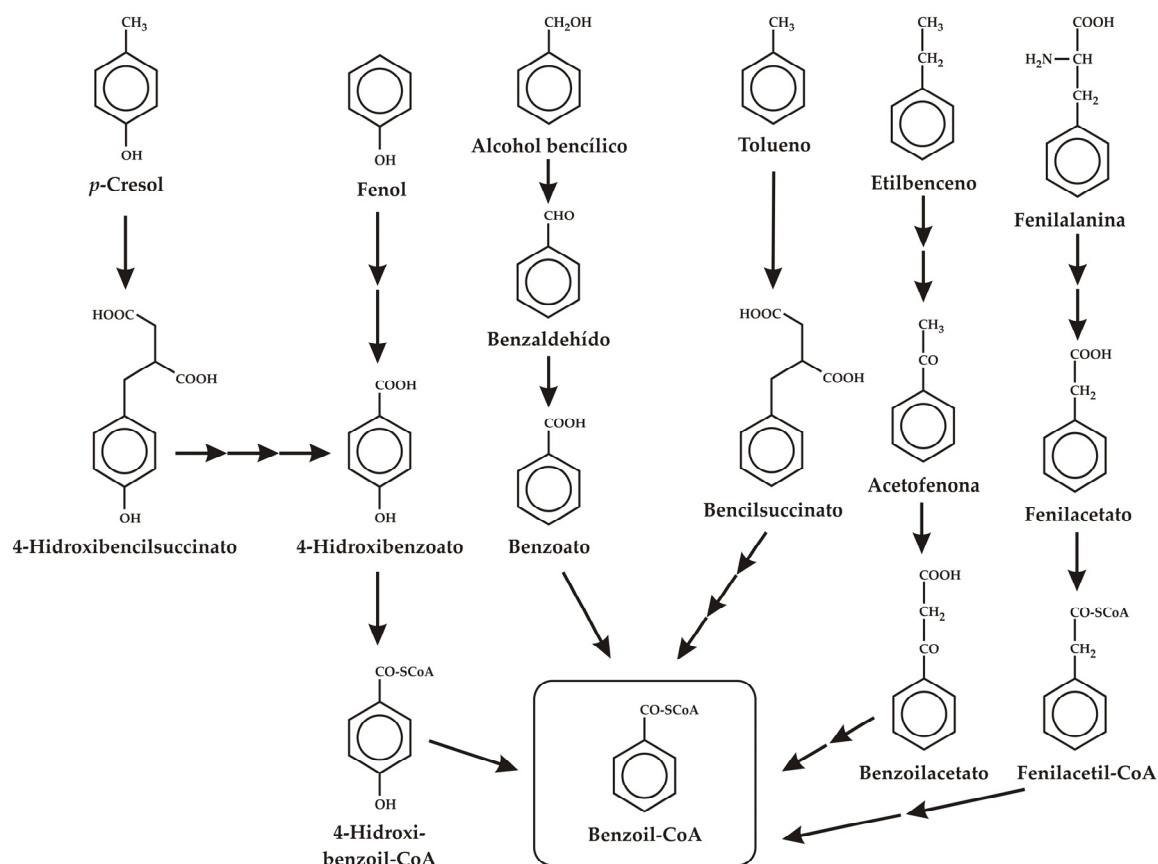 CH3
OH
p-Cresol
HOOC
COOH
OH
4-Hidroxibencilsuccinato
OH
Fenol
COOH
OH
4-Hidroxibenzoato
CO-SCoA
OH
4-Hidroxi-
benzoil-CoA
CH2OH
Alcohol bencílico
CHO
Benzaldehído
COOH
Benzoato
CH3
Tolueno
HOOC
COOH
Bencilsuccinato
CO-SCoA
Benzoil-CoA
CH3
CH2
Etilbenceno
CH3
CO
Acetofenona
COOH
CH2
CO
Benzoilacetato
COOH
H2N CH
CH2
Fenilalanina
COOH
CH2
Fenilacetato
CO-SCoA
CH2
Fenilacetil-CoA